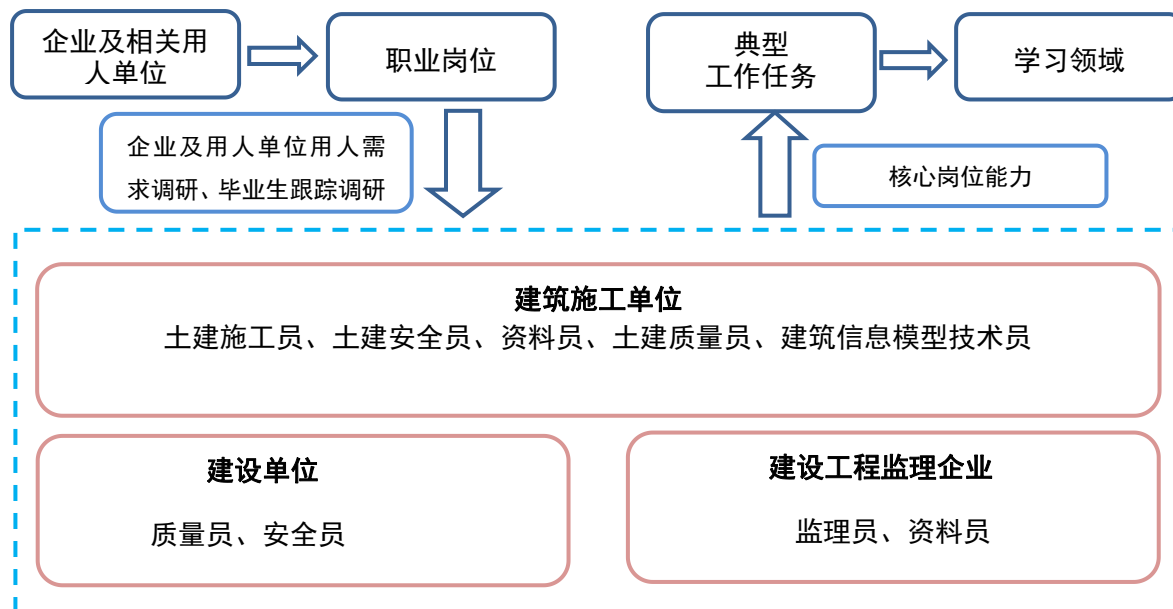 企业及相关用
人单位
职业岗位
典型
工作任务
学习领域
企业及用人单位用人需
求调研、毕业生跟踪调研
核心岗位能力
建筑施工单位
土建施工员、土建安全员、资料员、土建质量员、建筑信息模型技术员
建设单位
质量员、安全员
建设工程监理企业
监理员、资料员